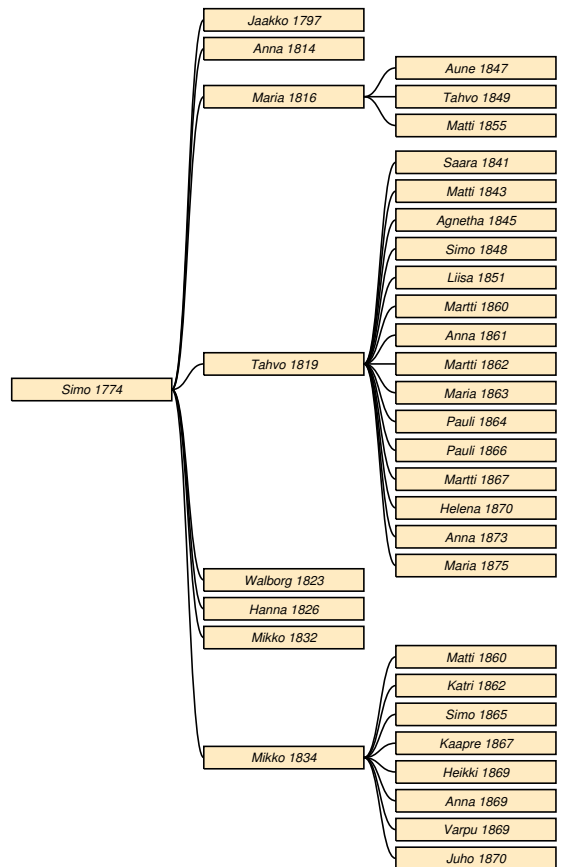 Simo 1774
Jaakko 1797
Anna 1814
Maria 1816
Aune 1847
Tahvo 1849
Matti 1855
Tahvo 1819
Saara 1841
Matti 1843
Agnetha 1845
Simo 1848
Liisa 1851
Martti 1860
Anna 1861
Martti 1862
Maria 1863
Pauli 1864
Pauli 1866
Martti 1867
Helena 1870
Anna 1873
Maria 1875
Walborg 1823
Hanna 1826
Mikko 1832
Mikko 1834
Matti 1860
Katri 1862
Simo 1865
Kaapre 1867
Heikki 1869
Anna 1869
Varpu 1869
Juho 1870